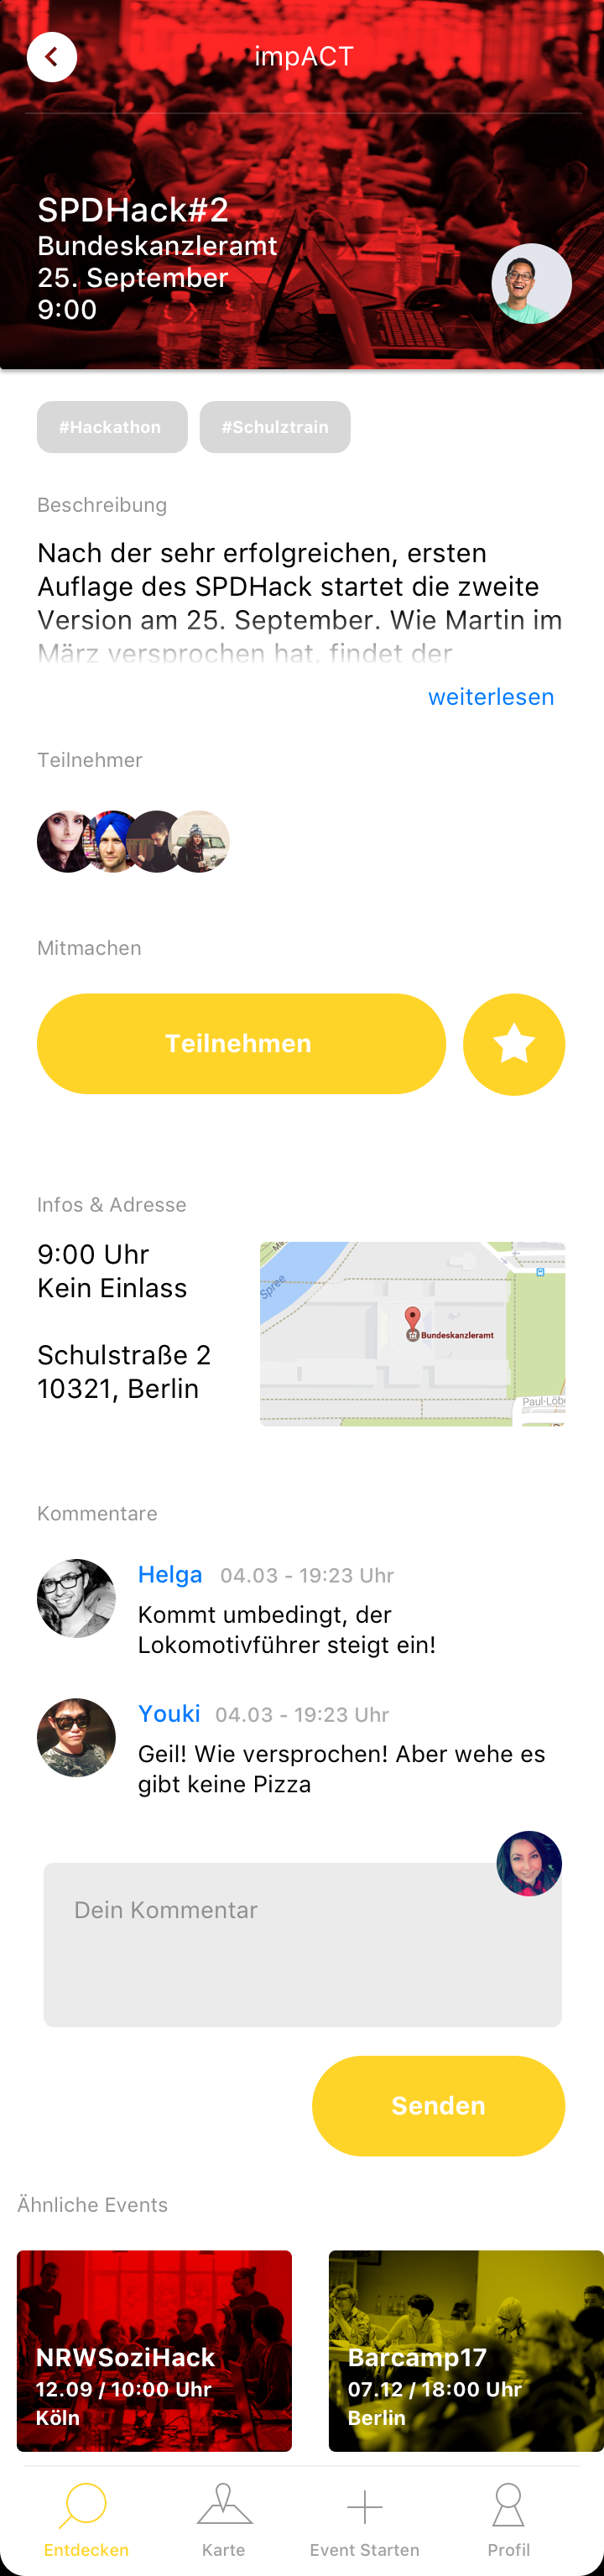 impACT
SPDHack#2
Bundeskanzleramt
25. September
9:00
#Hackathon
#Schulztrain
Beschreibung
Nach der sehr erfolgreichen, ersten
Auflage des SPDHack startet die zweite
Version am 25. September. Wie Martin im
März versprochen hat, findet der
weiterlesen
Teilnehmer
Mitmachen
Teilnehmen
Infos & Adresse
9:00 Uhr
Kein Einlass
Schulstraße 2
10321, Berlin
Spree
Bundeskanzleramt
Kommentare
Helga 04.03 - 19:23 Uhr
Kommt umbedingt, der
Lokomotivführer steigt ein!
Youki 04.03 - 19:23 Uhr
Geil! Wie versprochen! Aber wehe es
gibt keine Pizza
Dein Kommentar
Senden
Ähnliche Events
NRWSoziHack
12.09 / 10:00 Uhr
Köln
Barcamp17
07.12 / 18:00 Uhr
Berlin
Entdecken
Karte
Event Starten
Profil